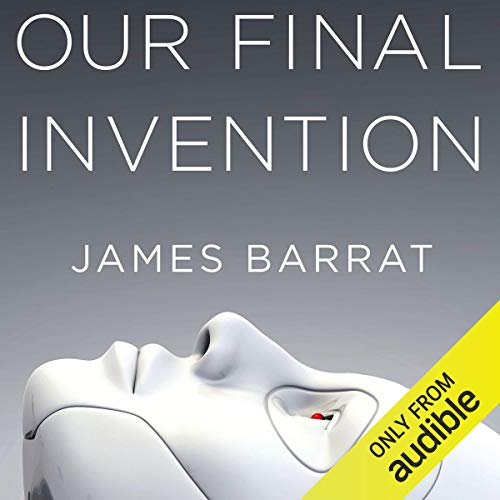 OUR FINAL
INVENTION
JAMES BARRAT
ONLY FROM
audible